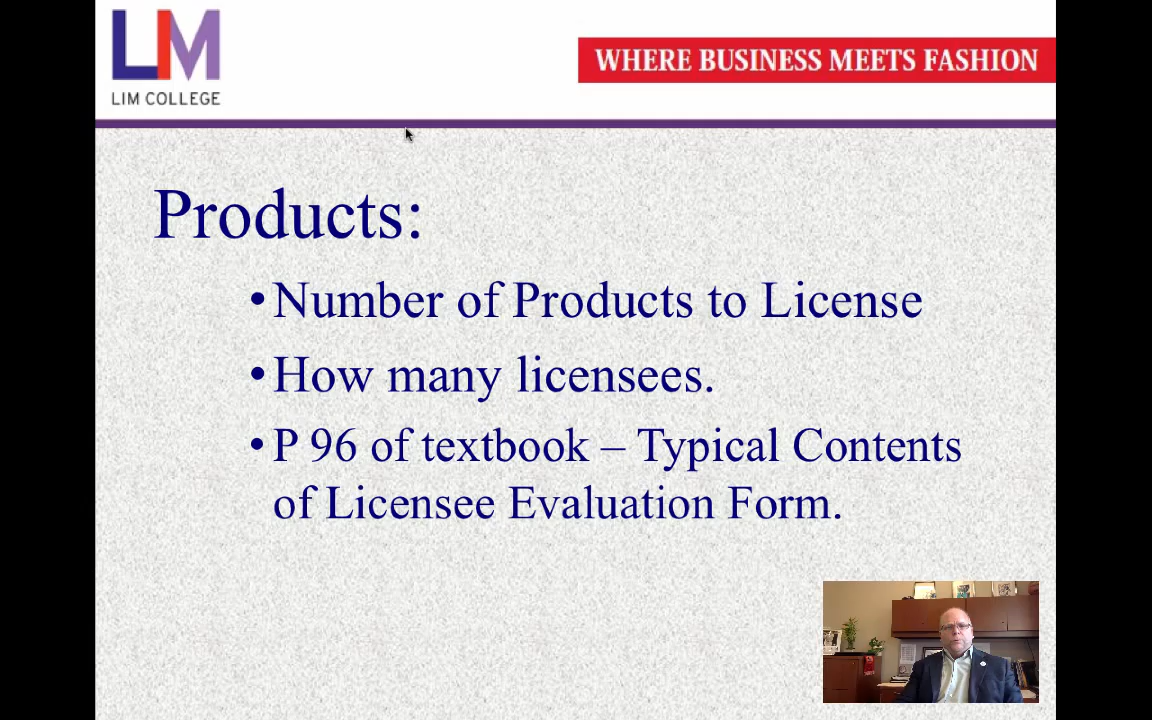 LIM
LIM COLLEGE
WHERE BUSINESS MEETS FASHION
Products:
•Number of Products to License
•How many licensees.
•P 96 of textbook – Typical Contents
of Licensee Evaluation Form.